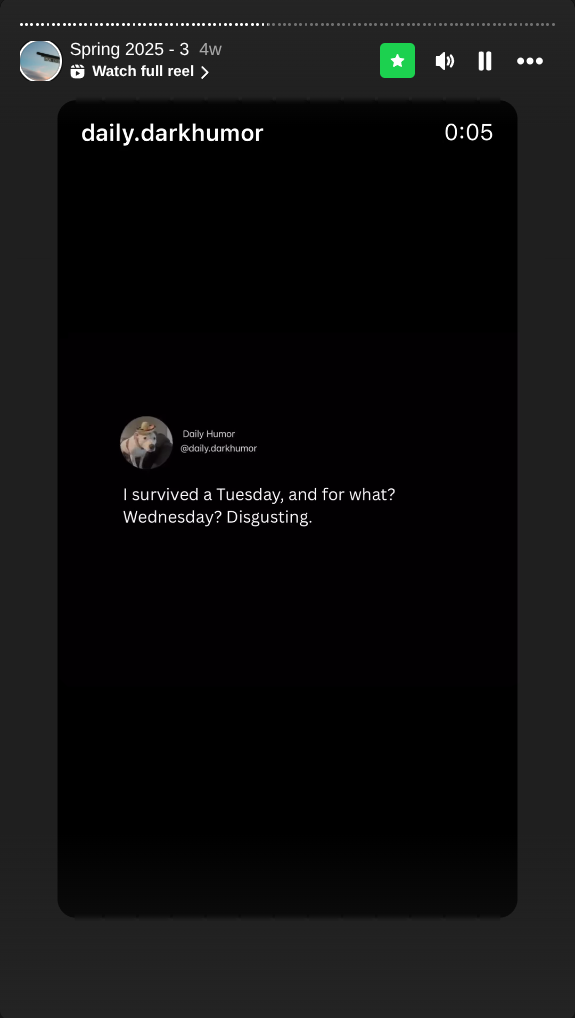 Spring 2025 - 3 4w
Watch full reel
daily.darkhumor 0:05
Daily Humor
@daily.darkhumor
I survived a Tuesday, and for what?
Wednesday? Disgusting.